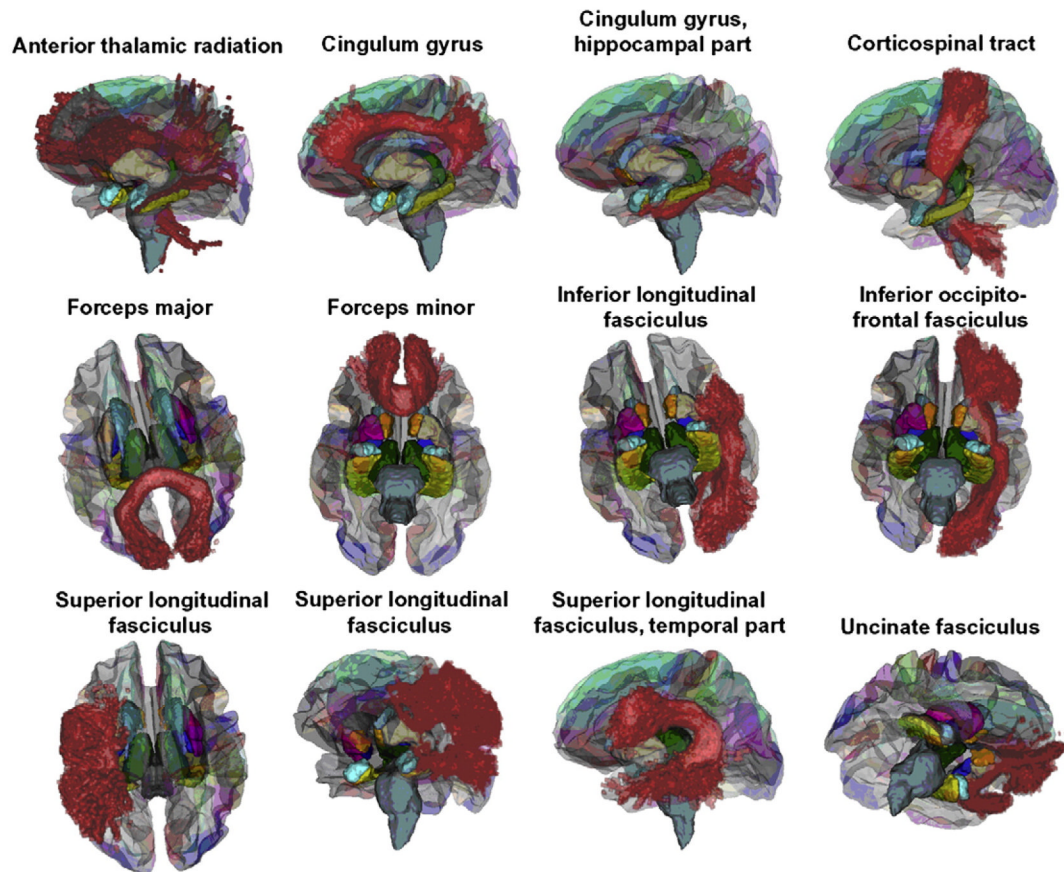 Anterior thalamic radiation
Cingulum gyrus
Cingulum gyrus,
hippocampal part
Corticospinal tract
Forceps major
Forceps minor
Inferior longitudinal
fasciculus
Inferior occipito-
frontal fasciculus
Superior longitudinal
fasciculus
Superior longitudinal
fasciculus
Superior longitudinal
fasciculus, temporal part
Uncinate fasciculus